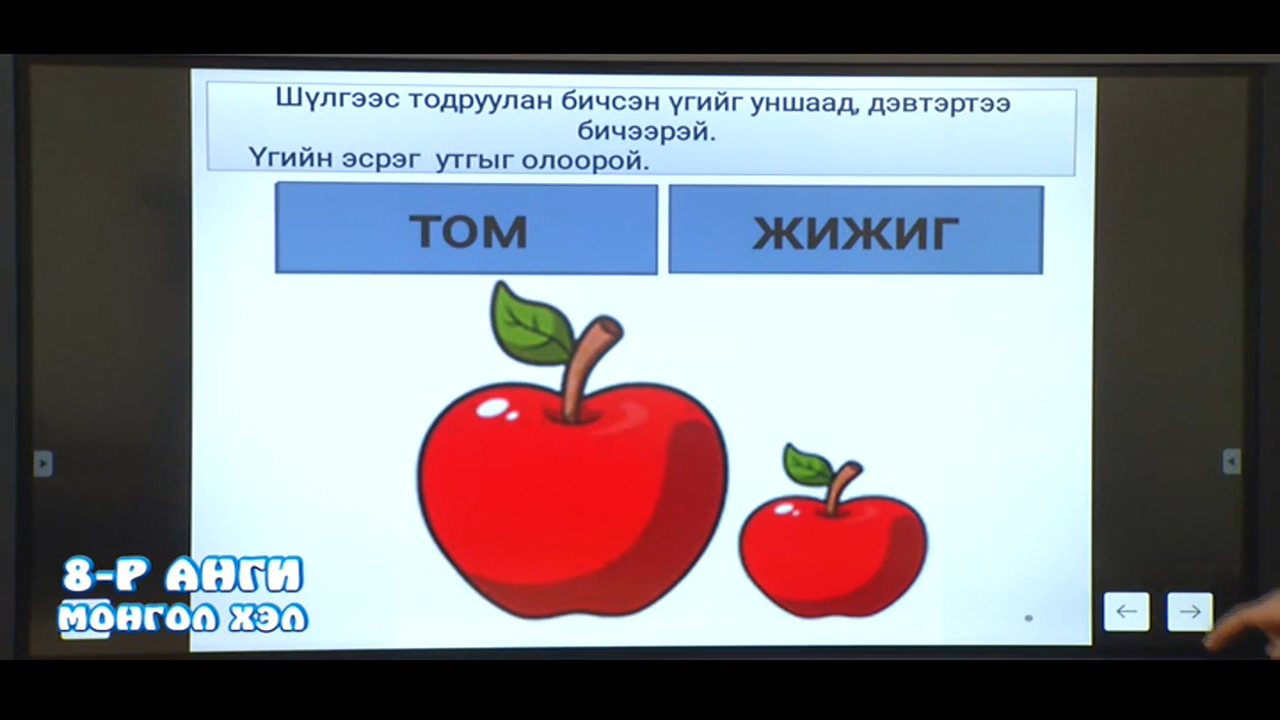 Шүлгээс тодруулан бичсэн үгийг уншаад, дэвтэртээ
бичээрэй.
Үгийн эсрэг утгыг олоорой.
ТОМ
ЖИЖИГ
8-Р АНГИ
МОНГОЛ ХЭЛ